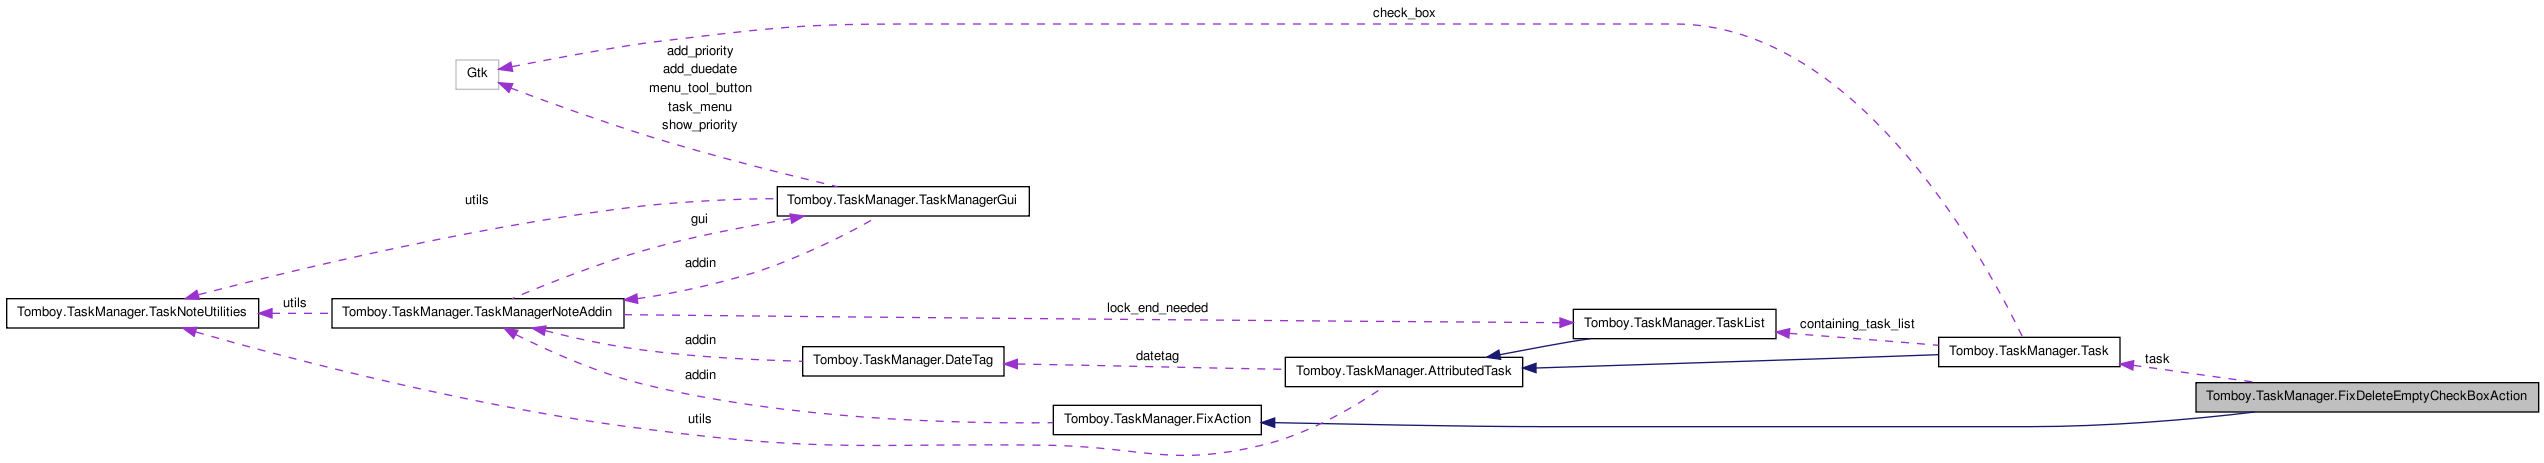 check_box
add_priority
add_duedate
menu_tool_button
task_menu
show_priority
Gtk
utils
Tomboy.TaskManager.TaskManagerGui
gui
addin
Tomboy.TaskManager.TaskNoteUtilities
utils
Tomboy.TaskManager.TaskManagerNoteAddin
lock_end_needed
Tomboy.TaskManager.TaskList
containing_task_list
Tomboy.TaskManager.Task
task
addin
Tomboy.TaskManager.DateTag
datetag
Tomboy.TaskManager.AttributedTask
addin
Tomboy.TaskManager.FixDeleteEmptyCheckBoxAction
utils
Tomboy.TaskManager.FixAction